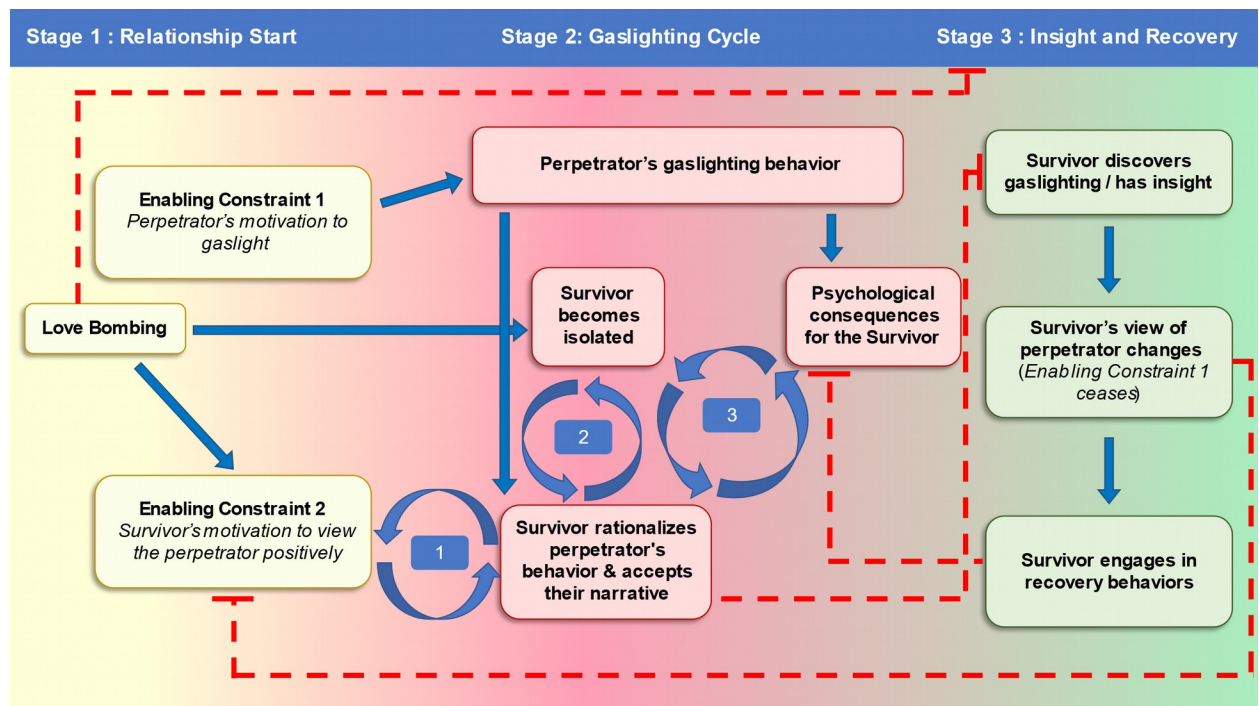 Stage 1 : Relationship Start
Stage 2: Gaslighting Cycle
Stage 3 : Insight and Recovery
Enabling Constraint 1
Perpetrator's motivation to
gaslight
Love Bombing
Enabling Constraint 2
Survivor's motivation to view
the perpetrator positively
Perpetrator's gaslighting behavior
Survivor
becomes
isolated
Psychological
consequences
for the Survivor
1
2
3
Survivor rationalizes
perpetrator's
behavior & accepts
their narrative
Survivor discovers
gaslighting / has insight
Survivor's view of
perpetrator changes
(Enabling Constraint 1
ceases)
Survivor engages in
recovery behaviors